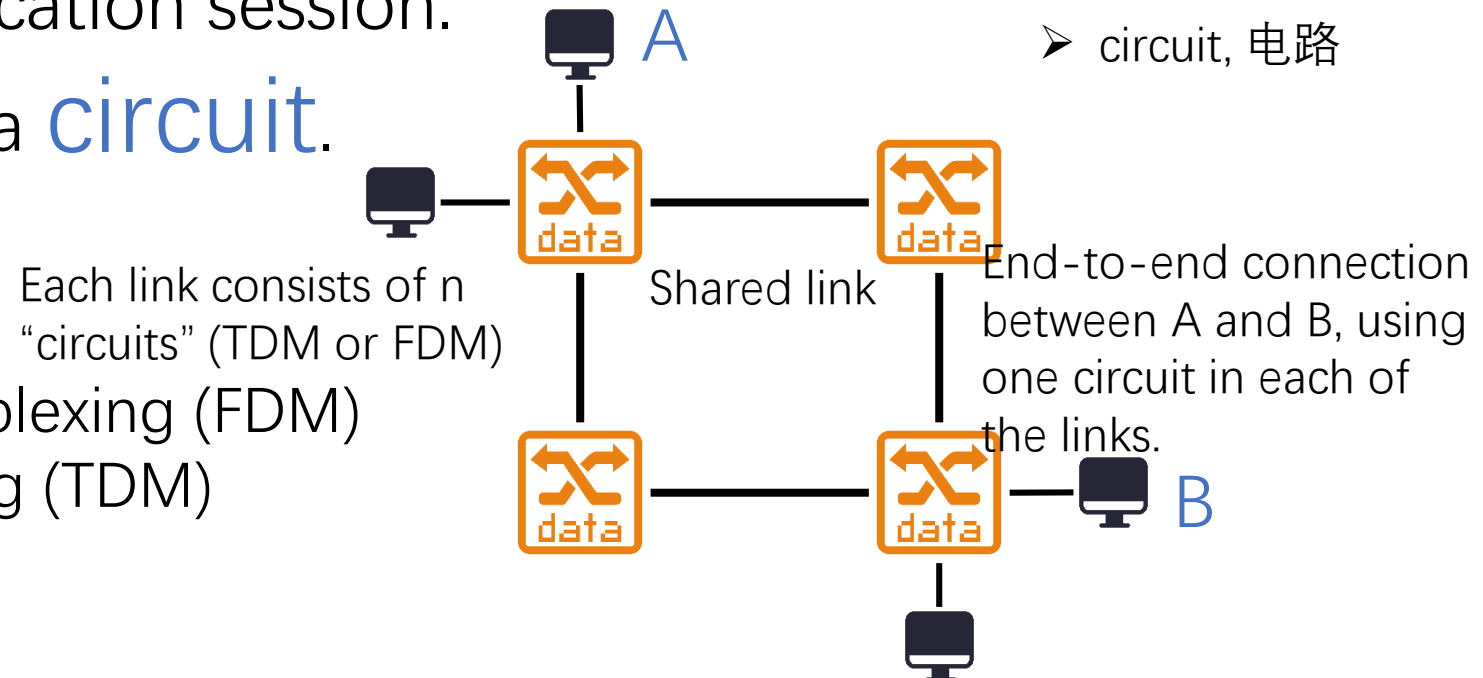 cation session.
A
➢ circuit, 电路
a circuit.
data
data
Each link consists of n
“circuits” (TDM or FDM)
Shared link
End-to-end connection
between A and B, using
one circuit in each of
the links.
plexing (FDM)
g (TDM)
data
data
B